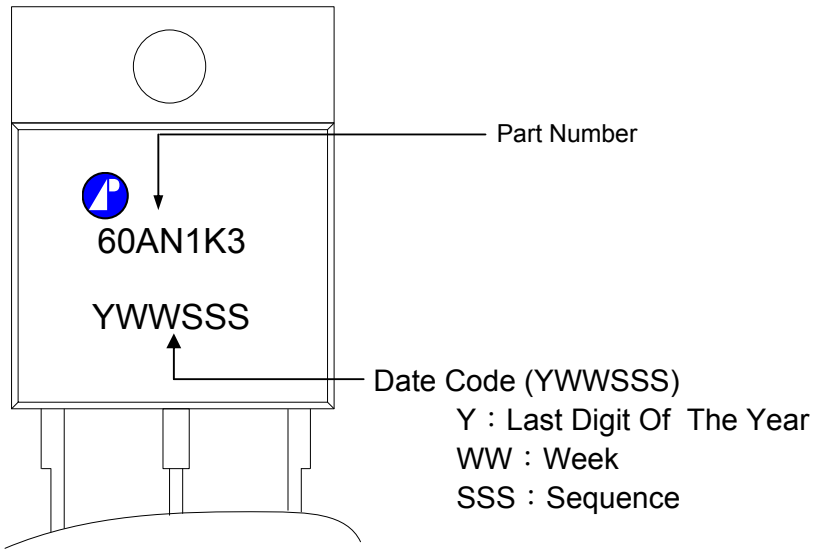 Part Number
60AN1K3
YWWSSS
Date Code (YWWSSS)
Y：Last Digit Of The Year
WW：Week
SSS：Sequence